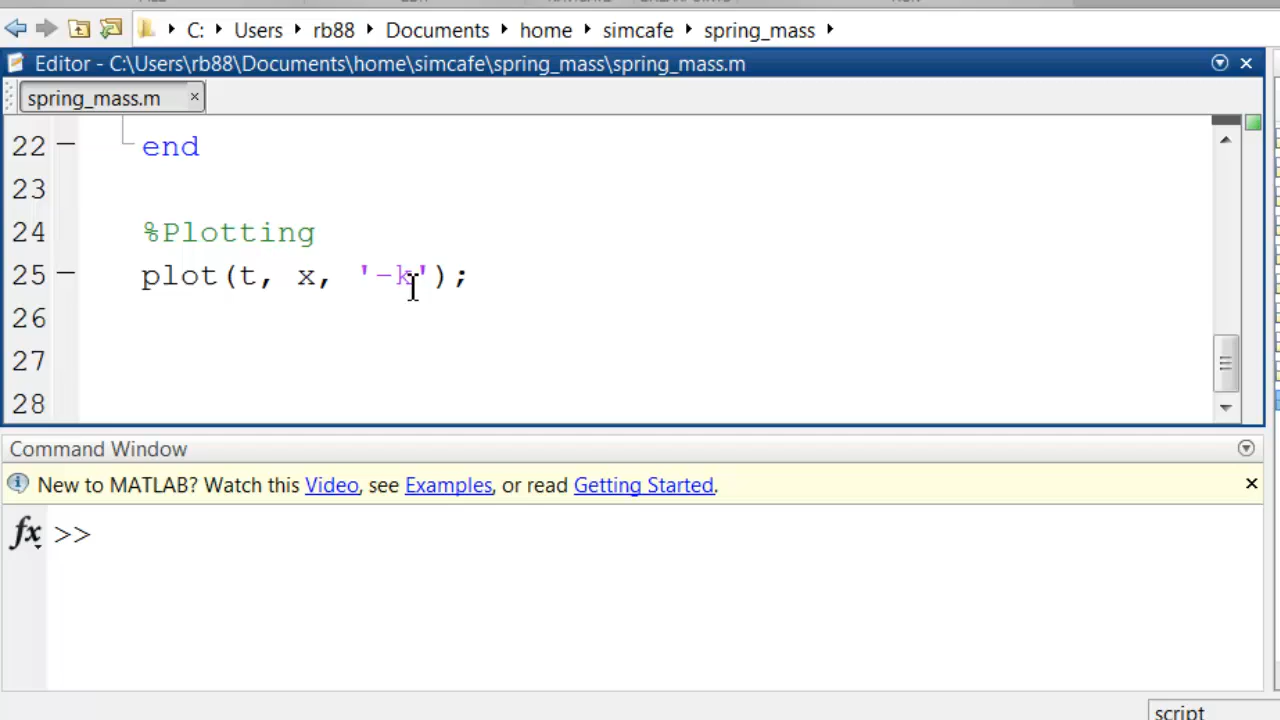 C: Users rb88 Documents home simcafe spring_mass
Editor - C:\Users\rb88\Documents\home\simcafe\spring_mass\spring_mass.m
spring_mass.m
22 end
23
24 %Plotting
25 plot(t, x, '-k');
26
27
28
Command Window
New to MATLAB? Watch this Video, see Examples, or read Getting Started.
fx >>
script